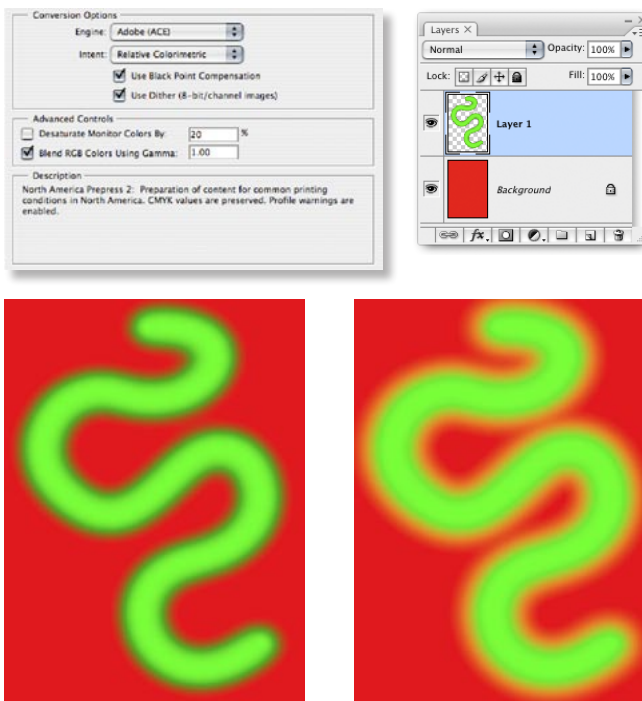 Conversion Options
Engine: Adobe (ACE)
Intent: Relative Colorimetric
Use Black Point Compensation
Use Dither (8-bit/channel images)
Advanced Controls
Desaturate Monitor Colors By: 20 %
Blend RGB Colors Using Gamma: 1.00
Description
North America Prepress 2: Preparation of content for common printing
conditions in North America. CMYK values are preserved. Profile warnings are
enabled.
Layers ×
Normal Opacity: 100%
Lock: Fill: 100%
Layer 1
Background
fx.